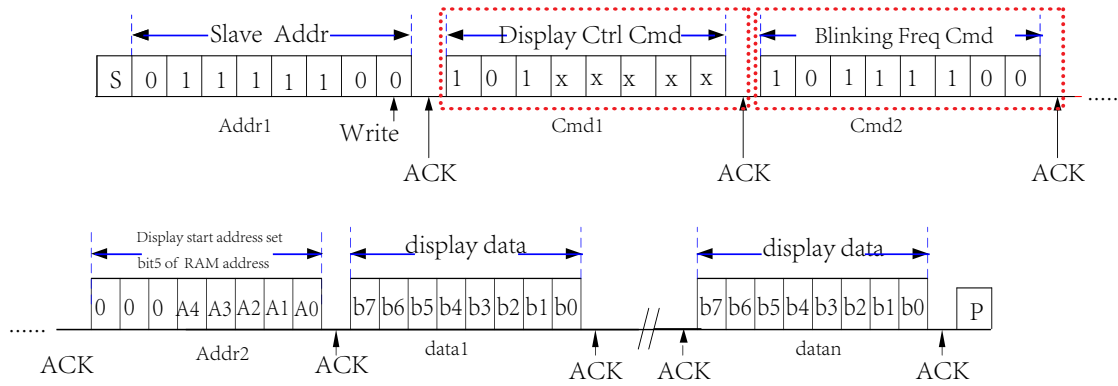 Slave Addr Display Ctrl Cmd Blinking Freq Cmd
S 0 1 1 1 1 1 0 0 1 0 1 x x x x x 1 0 1 1 1 1 0 0 ......
Addr1 Write Cmd1 Cmd2
ACK ACK ACK
Display start address set
bit5 of RAM address
display data display data
0 0 0 A4 A3 A2 A1 A0 b7 b6 b5 b4 b3 b2 b1 b0 // b7 b6 b5 b4 b3 b2 b1 b0 P
...... Addr2 data1 datan
ACK ACK ACK ACK ACK